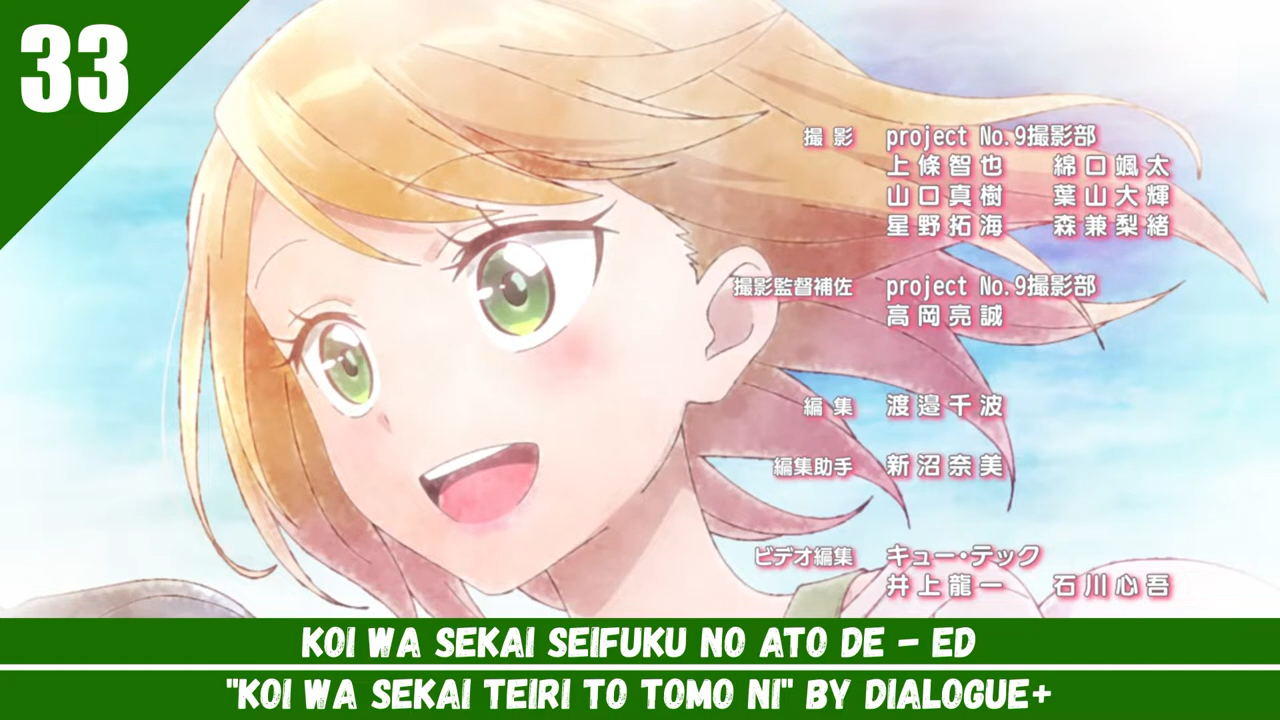 33
撮影 project No.9撮影部
上條智也 綿口颯太
山口真樹 葉山大輝
星野拓海 森兼梨緒
撮影監督補佐 project No.9撮影部
高岡亮誠
編集 渡邉千波
編集助手 新沼奈美
ビデオ編集 キュー・テック
井上龍一 石川心吾
KOI WA SEKAI SEIFUKU NO ATO DE - ED
"KOI WA SEKAI TEIRI TO TOMO NI" BY DIALOGUE+